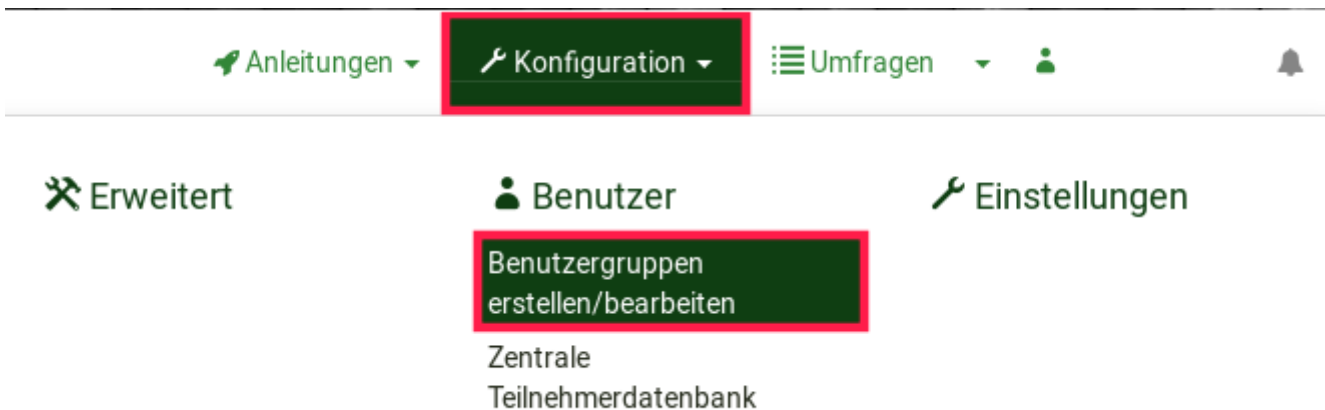 Anleitungen Konfiguration Umfragen
Erweitert Benutzer Einstellungen
Benutzergruppen
erstellen/bearbeiten
Zentrale
Teilnehmerdatenbank